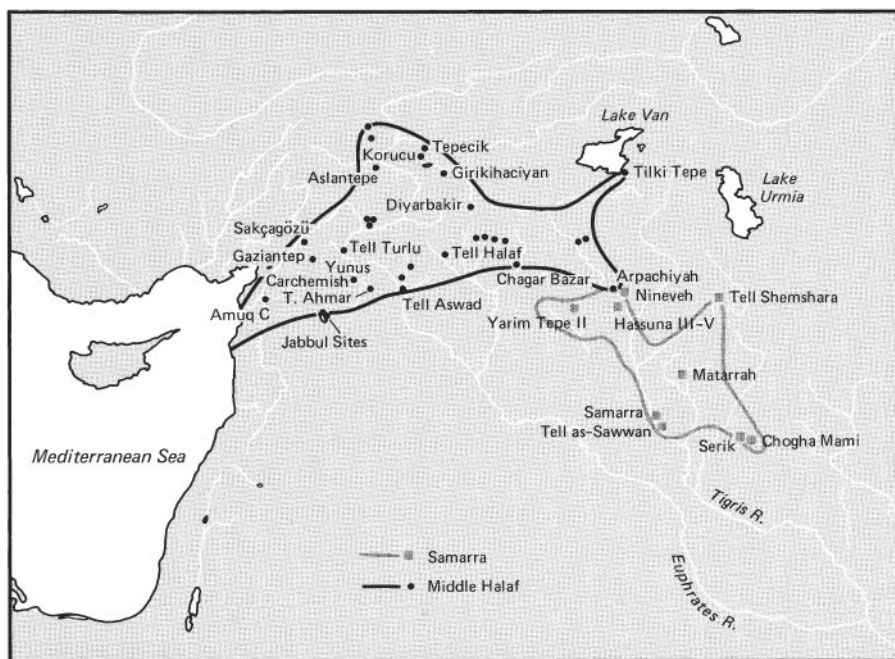 Lake Van
Tepecik
Korucu
Tilki Tepe
Aslantepe
Girikihaciyan
Lake
Urmia
Diyarbakir
Sakçagözü
Tell Turlu
Tell Halaf
Gaziantep
Yunus
Arpachiyah
Carchemish
Chagar Bazar
Nineveh
T. Ahmar
Tell Shemshara
Tell Aswad
Amuq C
Yarim Tepe II
Hassuna III-V
Jabbul Sites
Matarrah
Samarra
Tell as-Sawwan
Serik
Chogha Mami
Mediterranean Sea
Tigris R.
Samarra
Euphrates R.
Middle Halaf